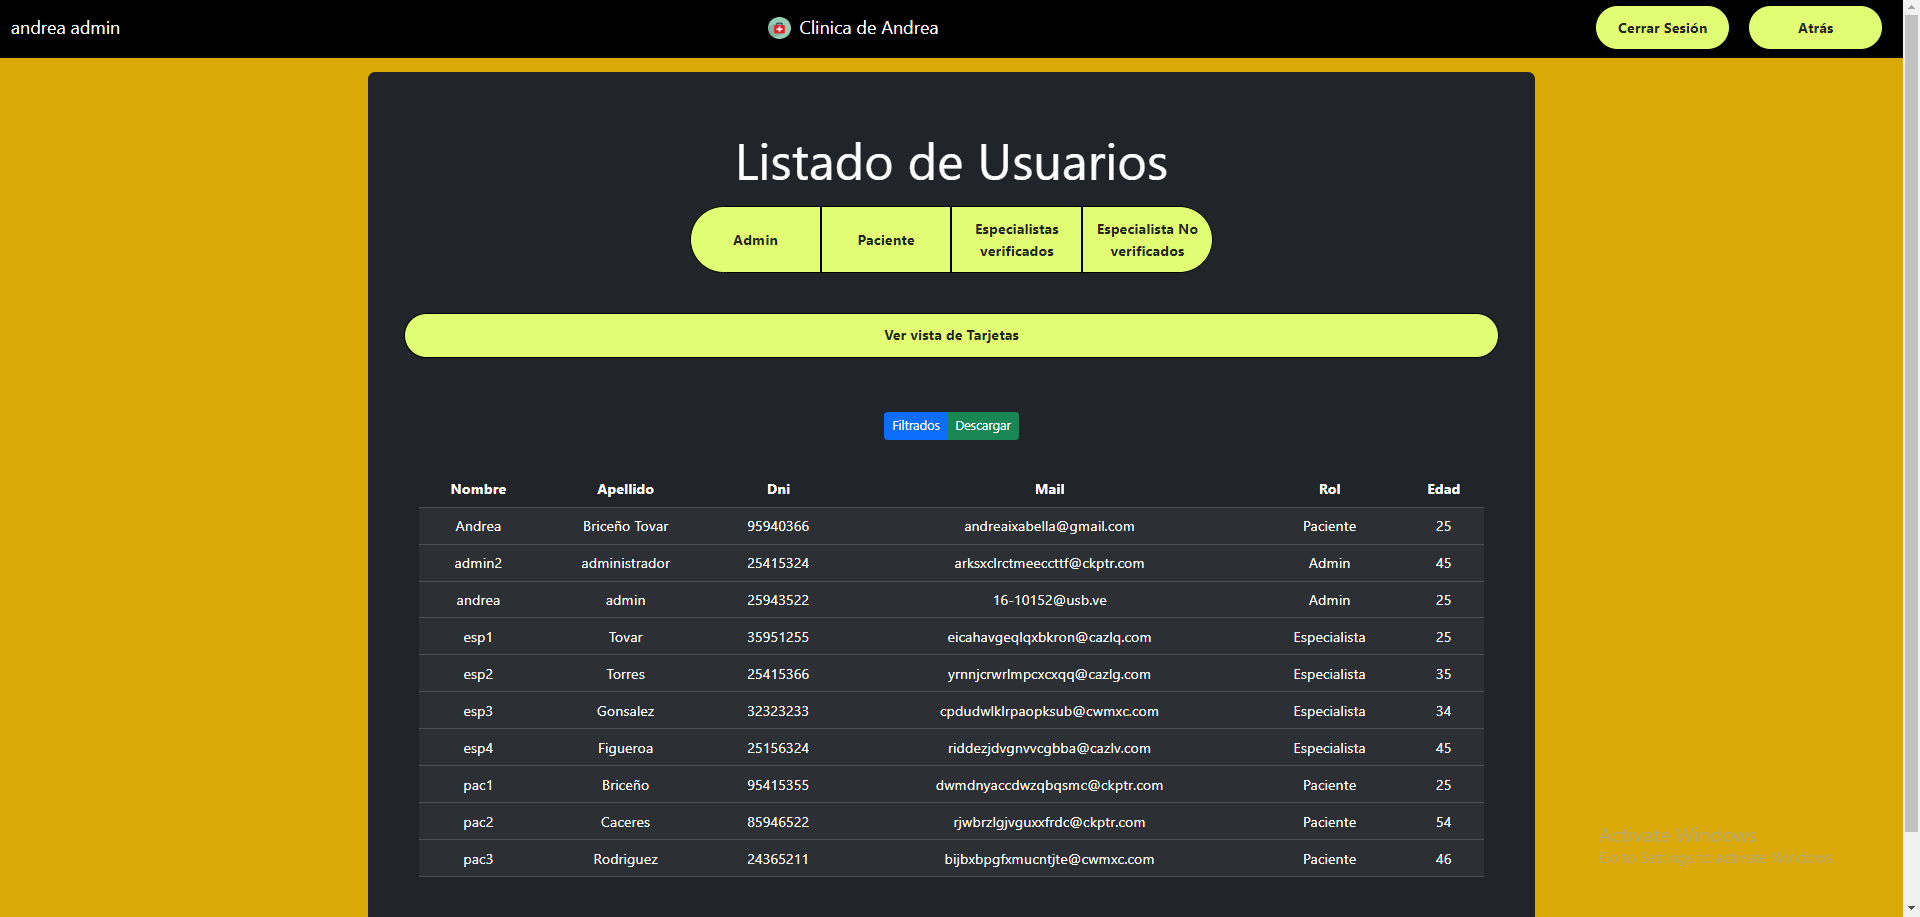 andrea admin
Clinica de Andrea
Cerrar Sesión
Atrás
Listado de Usuarios
Admin
Paciente
Especialistas
verificados
Especialista No
verificados
Ver vista de Tarjetas
Filtrados Descargar
Nombre Apellido Dni Mail Rol Edad
Andrea Briceño Tovar 95940366 andreaixabella@gmail.com Paciente 25
admin2 administrador 25415324 arksxclrctmeeccttf@ckptr.com Admin 45
andrea admin 25943522 16-10152@usb.ve Admin 25
esp1 Tovar 35951255 eicahavgeqlqxbkron@cazlq.com Especialista 25
esp2 Torres 25415366 yrnnjcrwrlmpcxcxqq@cazlg.com Especialista 35
esp3 Gonsalez 32323233 cpdudwlklrpaopksub@cwmxc.com Especialista 34
esp4 Figueroa 25156324 riddezjdvgnvvcgbba@cazlv.com Especialista 45
pac1 Briceño 95415355 dwmdnyaccdwzqbqsmc@ckptr.com Paciente 25
pac2 Caceres 85946522 rjwbrzlgjvguxxfrdc@ckptr.com Paciente 54
pac3 Rodriguez 24365211 bijbxbpgfxmucntjte@cwmxc.com Paciente 46
Activate Windows
Go to Settings to activate Windows.